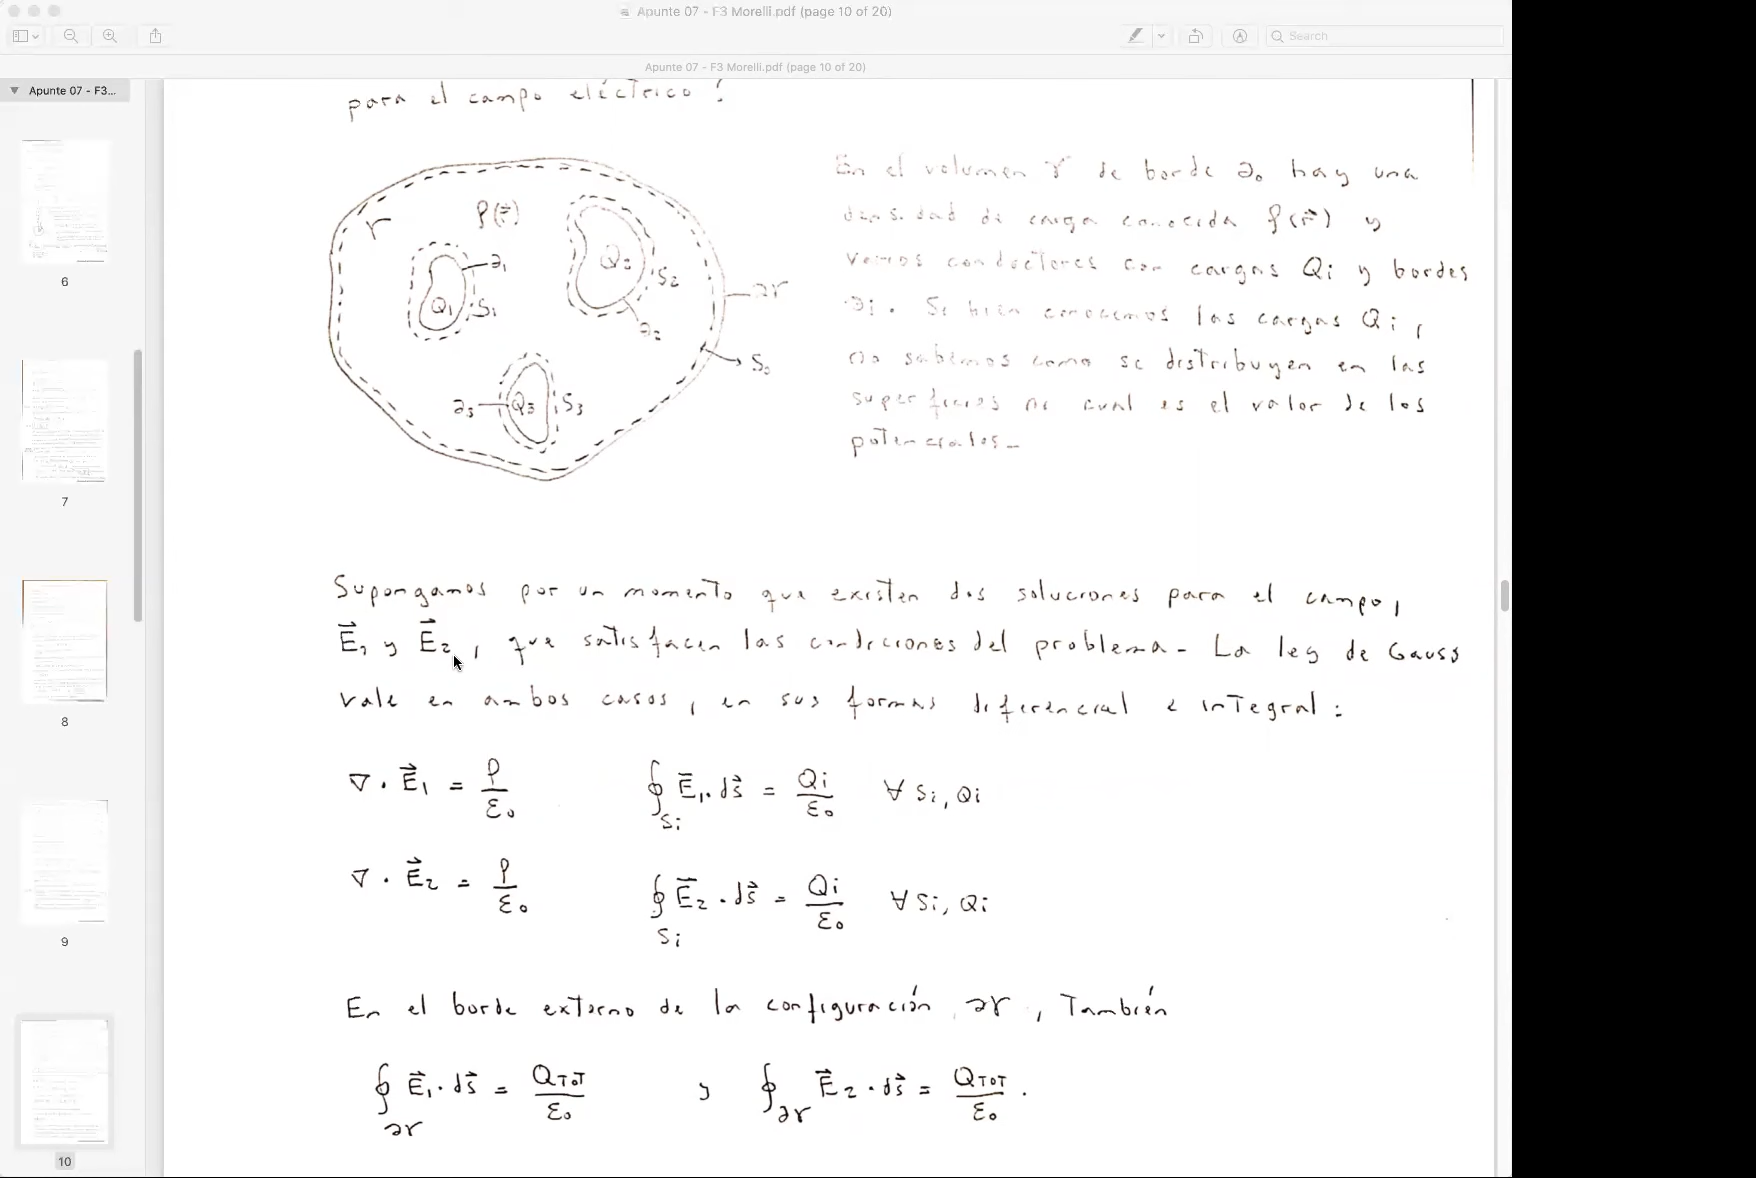 Apunte 07 - F3 Morelli.pdf (page 10 of 20)
Search
Apunte 07 - F3 Morelli.pdf (page 10 of 20)
Apunte 07 - F3...
6
7
8
9
10
para el campo eléctrico?
En el volumen 𝒱 de borde ∂₀ hay una
densidad de carga conocida ρ(r⃗) y
varios conductores con cargas Qi y bordes
∂i. Si bien conocemos las cargas Qi,
no sabemos como se distribuyen en las
superficies ni cual es el valor de los
potenciales.
𝒱
ρ(r⃗)
Q1
∂1
S1
Q2
S2
∂2
∂𝒱
S0
∂3
Q3
S3
Supongamos por un momento que existen dos soluciones para el campo,
E⃗1 y E⃗2, que satisfacen las condiciones del problema. La ley de Gauss
vale en ambos casos, en sus formas diferencial e integral:
∇ · E⃗1 = ρ/ε₀ ∮Si E⃗1 · ds⃗ = Qi/ε₀ ∀ Si, Qi
∇ · E⃗2 = ρ/ε₀ ∮Si E⃗2 · ds⃗ = Qi/ε₀ ∀ Si, Qi
En el borde externo de la configuración ∂𝒱, también
∮∂𝒱 E⃗1 · ds⃗ = QTOT/ε₀ y ∮∂𝒱 E⃗2 · ds⃗ = QTOT/ε₀.